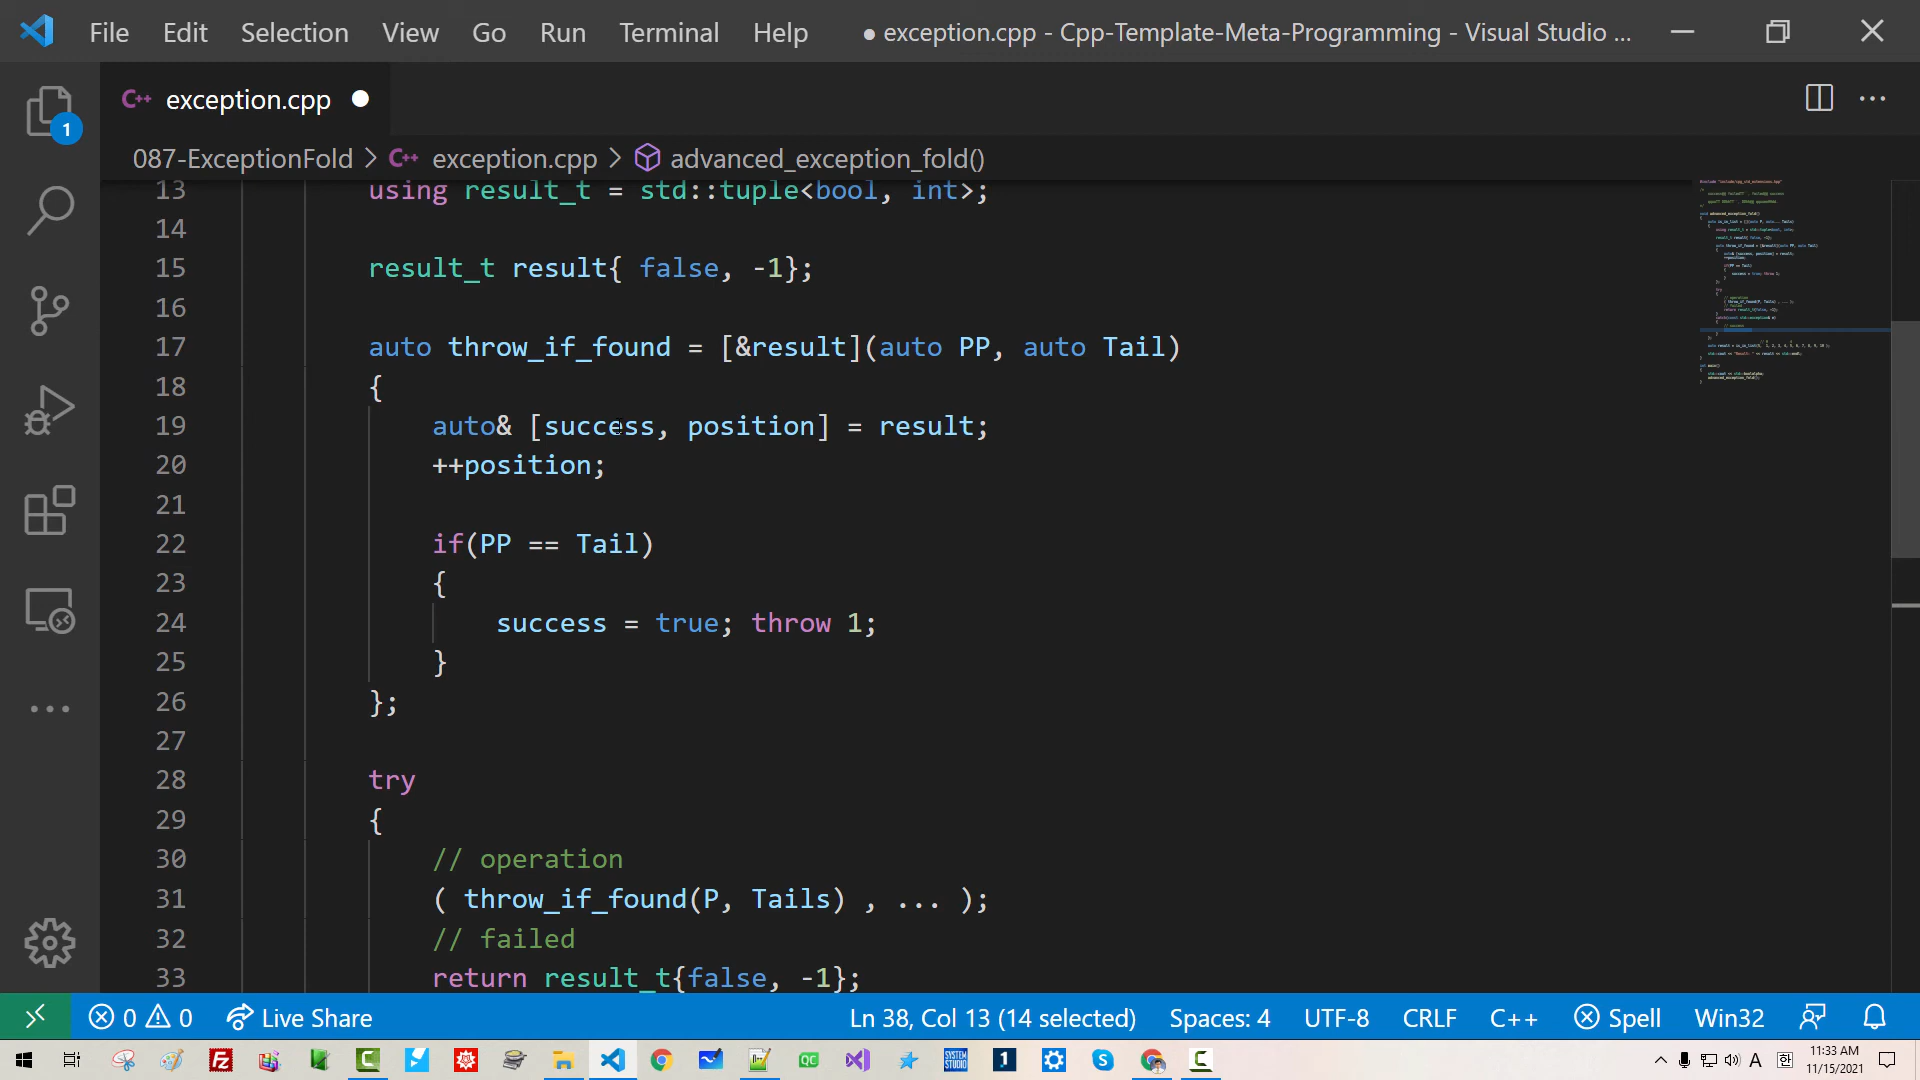 File Edit Selection View Go Run Terminal Help ● exception.cpp - Cpp-Template-Meta-Programming - Visual Studio ...
C++ exception.cpp ●
1
087-ExceptionFold > C++ exception.cpp > advanced_exception_fold()
13 using result_t = std::tuple<bool, int>;
14
15 result_t result{ false, -1};
16
17 auto throw_if_found = [&result](auto PP, auto Tail)
18 {
19 auto& [success, position] = result;
20 ++position;
21
22 if(PP == Tail)
23 {
24 success = true; throw 1;
25 }
26 };
27
28 try
29 {
30 // operation
31 ( throw_if_found(P, Tails) , ... );
32 // failed
33 return result_t{false, -1};
0 0 Live Share Ln 38, Col 13 (14 selected) Spaces: 4 UTF-8 CRLF C++ Spell Win32
A 한 11:33 AM
11/15/2021